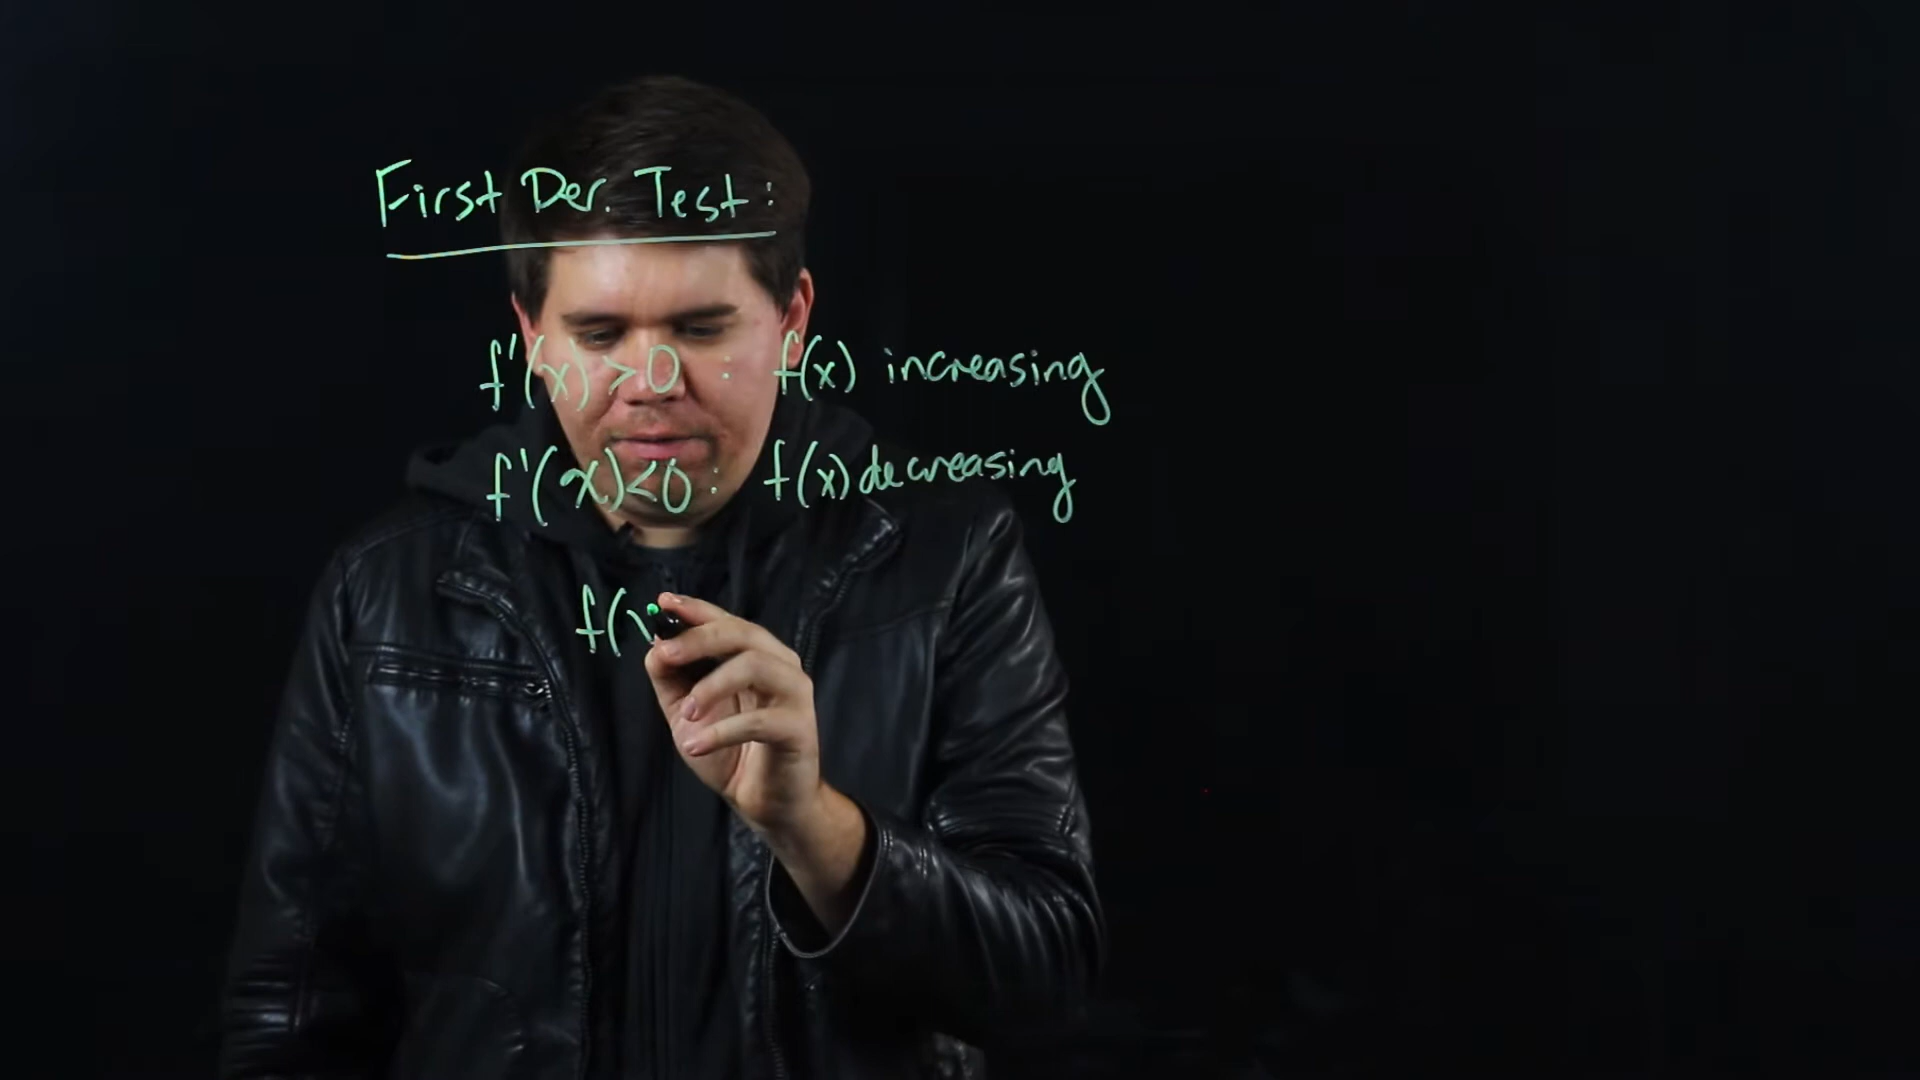 First Der. Test:
f'(x) > 0 : f(x) increasing
f'(x) < 0 : f(x) decreasing
f(x